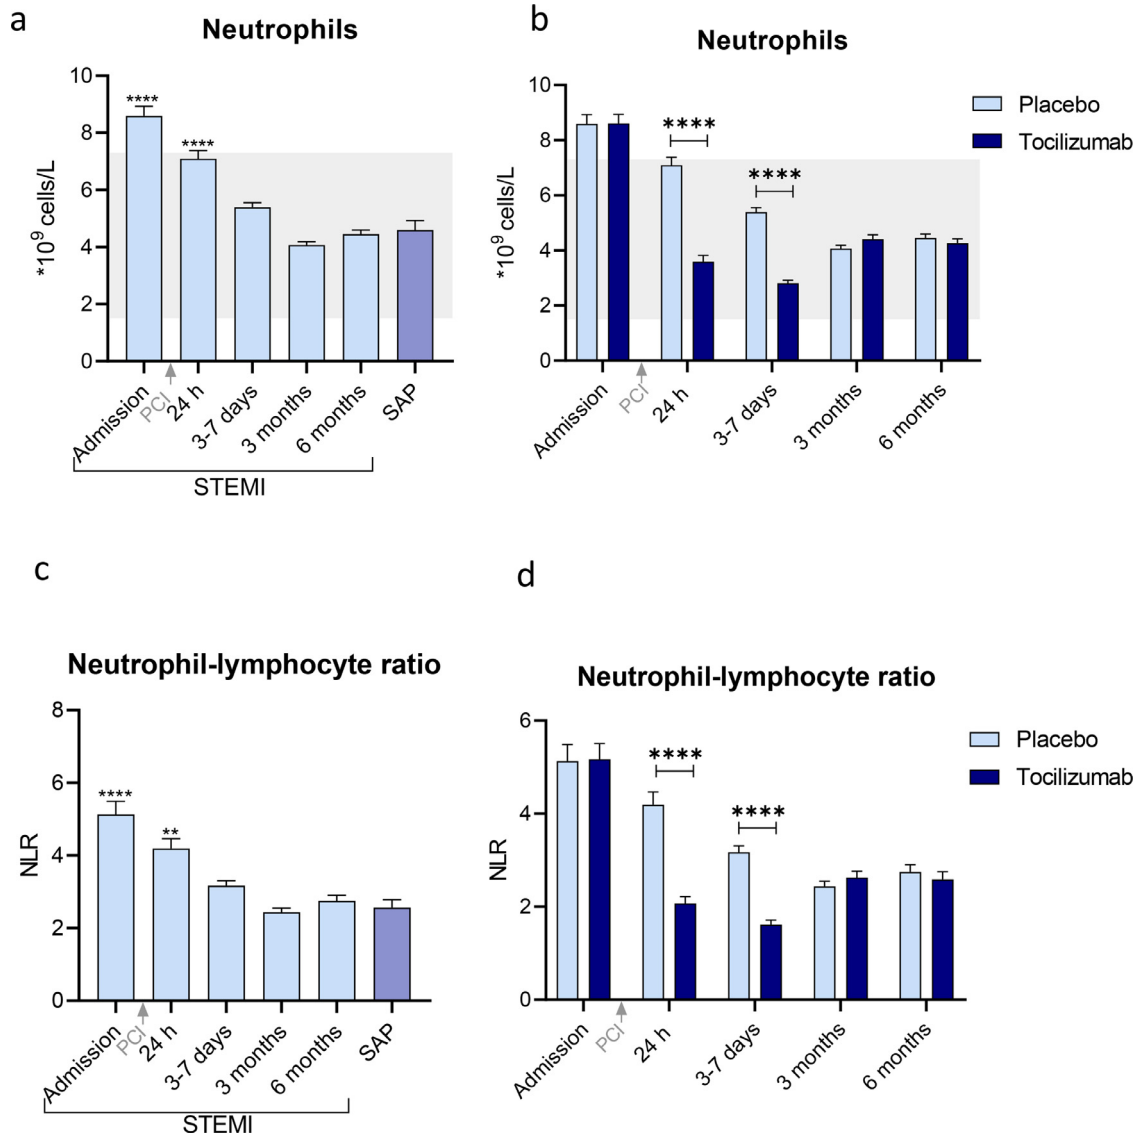 a
Neutrophils
*10⁹ cells/L
10
8
6
4
2
0
****
****
Admission
PCI
24 h
3-7 days
3 months
6 months
SAP
STEMI
b
Neutrophils
*10⁹ cells/L
10
8
6
4
2
0
****
****
Placebo
Tocilizumab
Admission
PCI
24 h
3-7 days
3 months
6 months
c
Neutrophil-lymphocyte ratio
NLR
8
6
4
2
0
****
**
Admission
PCI
24 h
3-7 days
3 months
6 months
SAP
STEMI
d
Neutrophil-lymphocyte ratio
NLR
6
4
2
0
****
****
Placebo
Tocilizumab
Admission
PCI
24 h
3-7 days
3 months
6 months